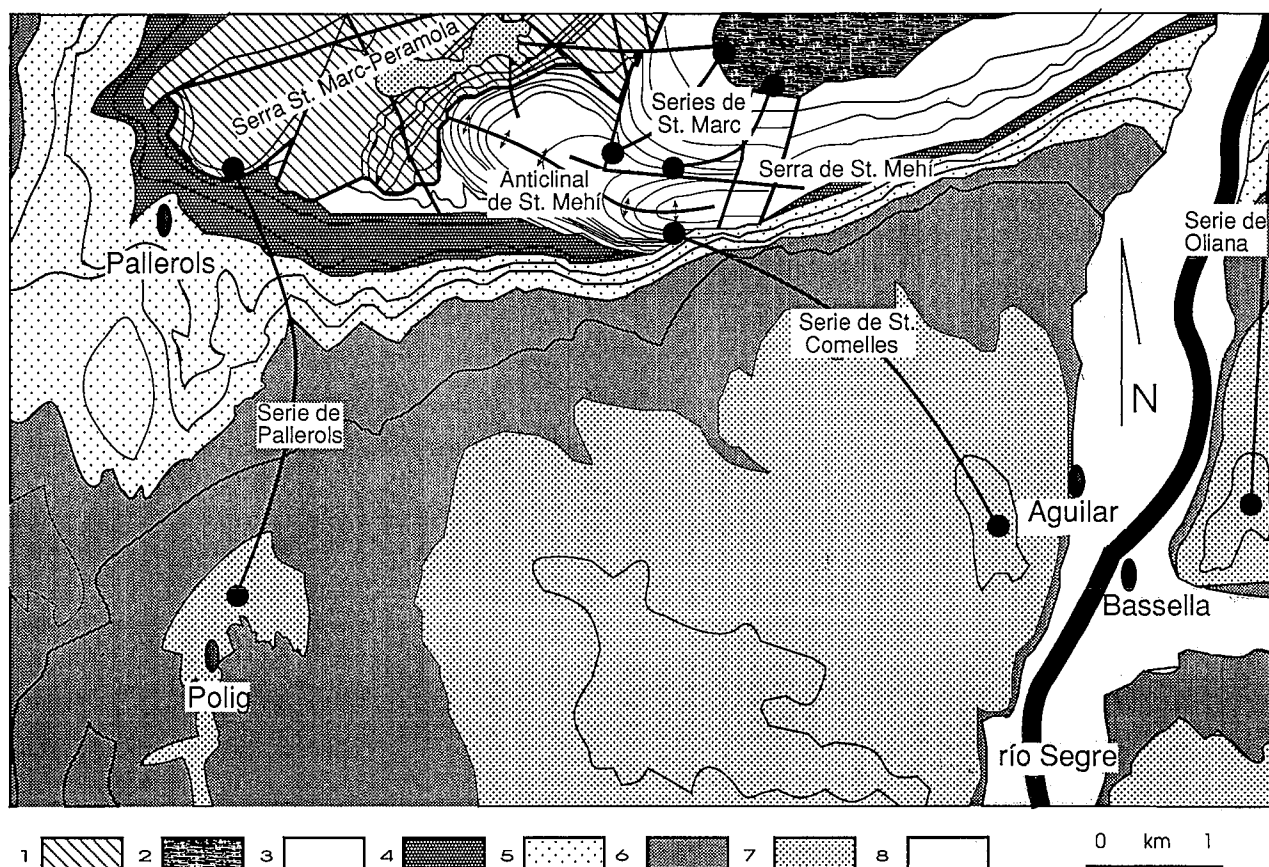 Serra St. Marc-Peramola
Series de
St. Marc
Anticlinal
de St. Mehí
Serra de St. Mehí
Serie de
Oliana
Pallerols
Serie de St.
Comelles
Serie de
Pallerols
N
Aguilar
Bassella
Polig
río Segre
1 2 3 4 5 6 7 8
0 km 1